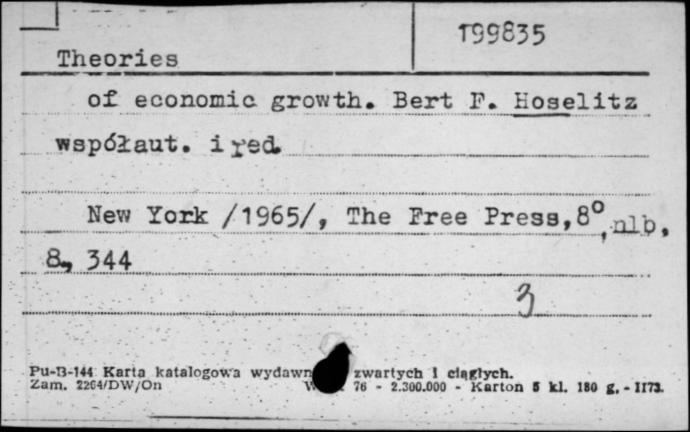 T99835
Theories
of economic growth. Bert F. Hoselitz
współaut. i red.
New York /1965/, The Free Press, 8°, nlb,
8, 344
3
Pu-B-144 Karta katalogowa wydawn zwartych i ciągłych.
Zam. 2264/DW/On W 76 - 2.300.000 - Karton 5 kl. 180 g. - II73.